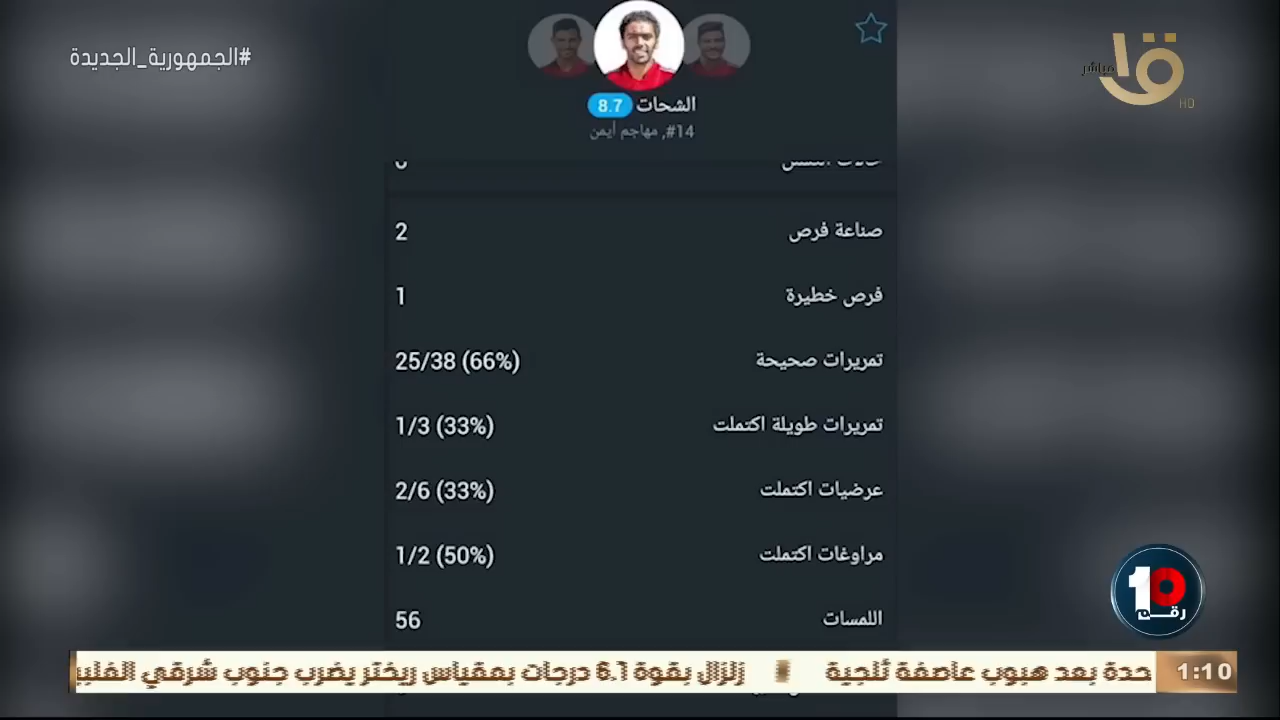 #الجمهورية_الجديدة
مباشر
HD
الشحات 8.7
#14, مهاجم أيمن
صناعة فرص 2
فرص خطيرة 1
تمريرات صحيحة 25/38 (66%)
تمريرات طويلة اكتملت 1/3 (33%)
عرضيات اكتملت 2/6 (33%)
مراوغات اكتملت 1/2 (50%)
اللمسات 56
رقم 10
1:10 حدة بعد هبوب عاصفة ثلجية زلزال بقوة 6.1 درجات بمقياس ريختر يضرب جنوب شرقي الفلبي